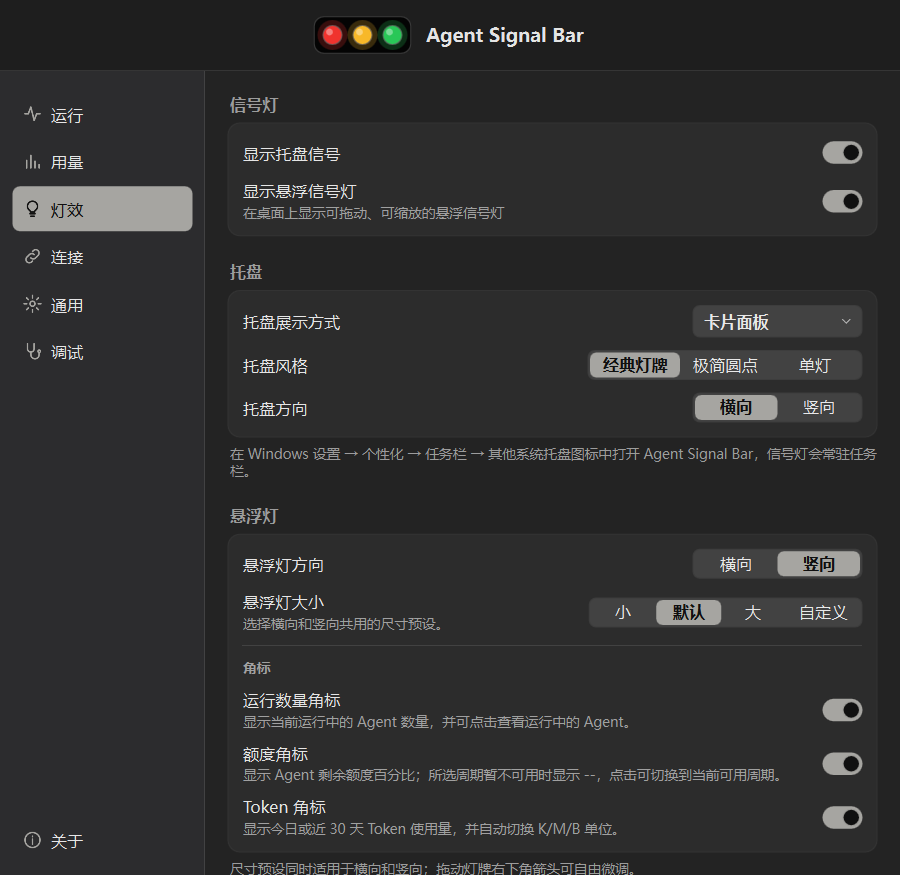 Agent Signal Bar
运行
用量
灯效
连接
通用
调试
关于
信号灯
显示托盘信号
显示悬浮信号灯
在桌面上显示可拖动、可缩放的悬浮信号灯
托盘
托盘展示方式 卡片面板
托盘风格 经典灯牌 极简圆点 单灯
托盘方向 横向 竖向
在 Windows 设置 → 个性化 → 任务栏 → 其他系统托盘图标中打开 Agent Signal Bar，信号灯会常驻任务
栏。
悬浮灯
悬浮灯方向 横向 竖向
悬浮灯大小 小 默认 大 自定义
选择横向和竖向共用的尺寸预设。
角标
运行数量角标
显示当前运行中的 Agent 数量，并可点击查看运行中的 Agent。
额度角标
显示 Agent 剩余额度百分比；所选周期暂不可用时显示 --，点击可切换到当前可用周期。
Token 角标
显示今日或近 30 天 Token 使用量，并自动切换 K/M/B 单位。
尺寸预设同时适用于横向和竖向；拖动灯牌右下角箭头可自由微调。